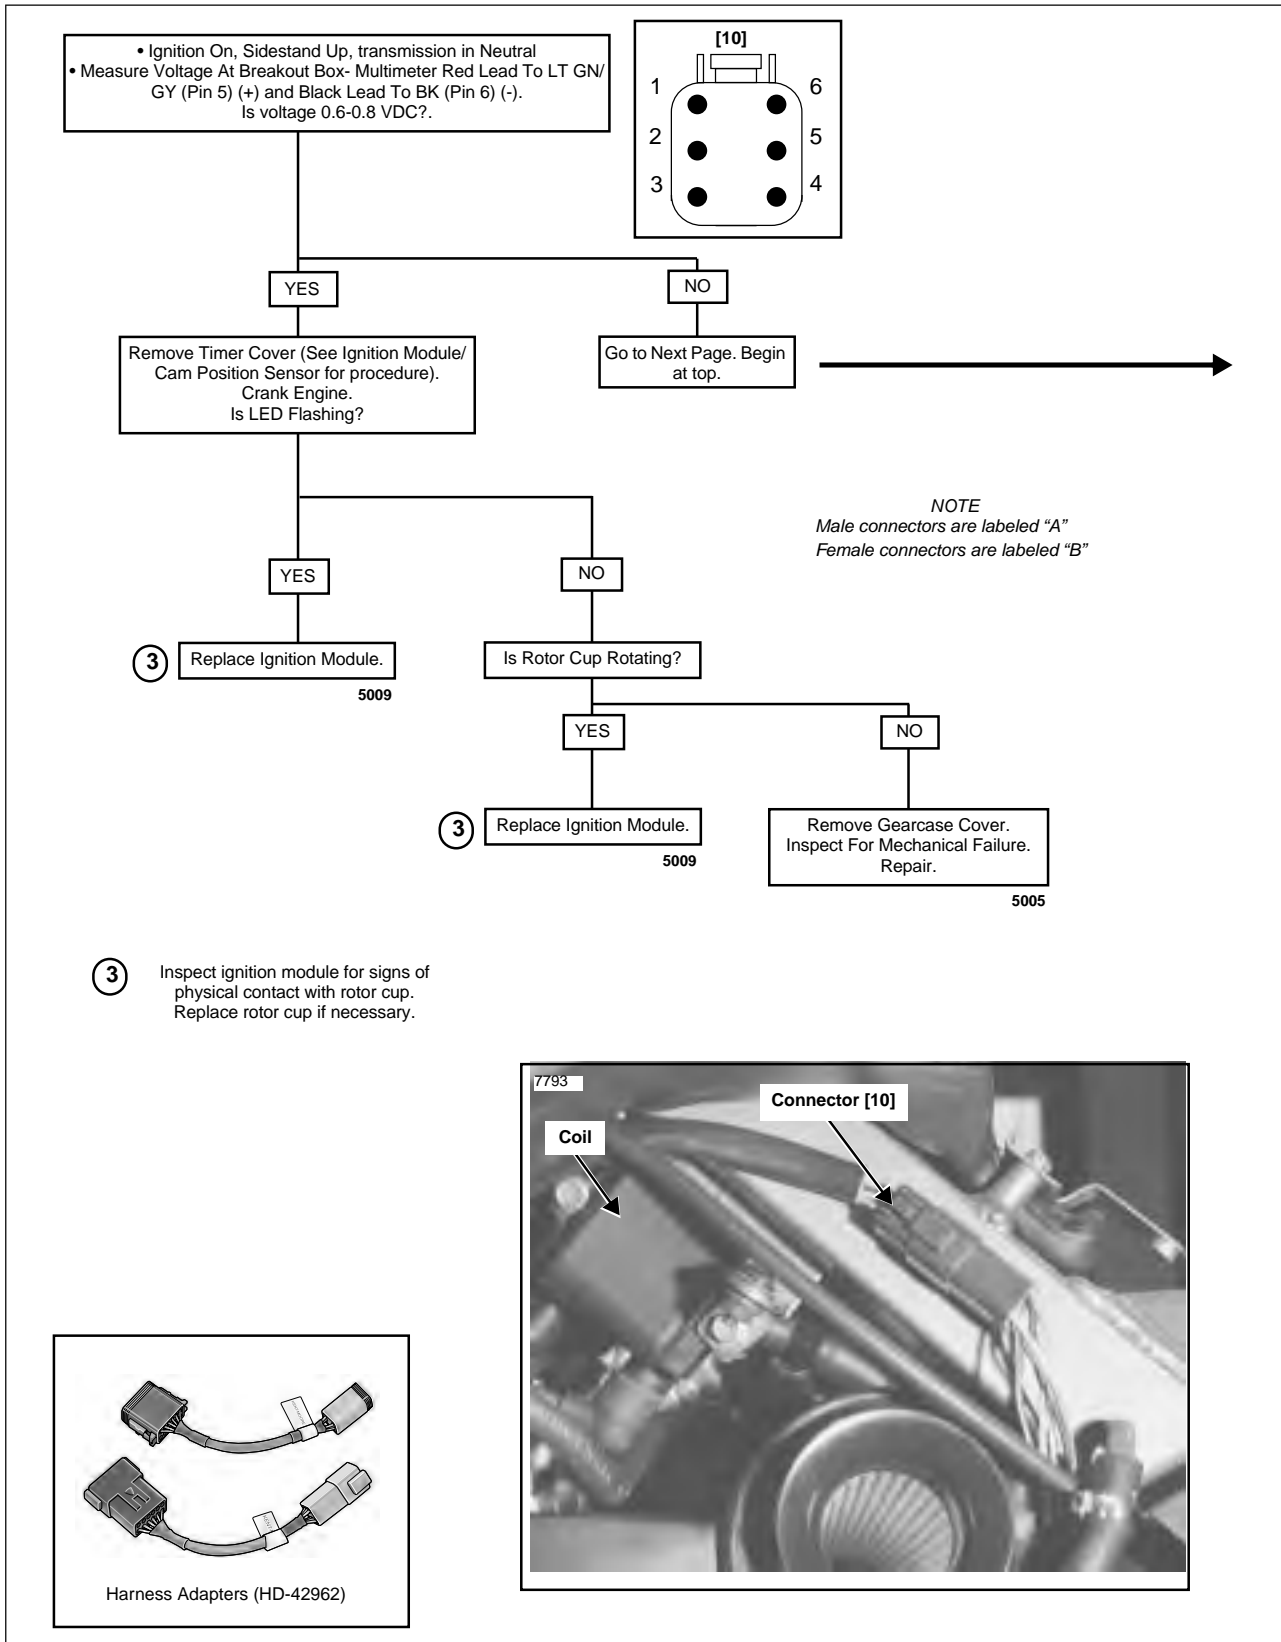 • Ignition On, Sidestand Up, transmission in Neutral
• Measure Voltage At Breakout Box- Multimeter Red Lead To LT GN/
GY (Pin 5) (+) and Black Lead To BK (Pin 6) (-).
Is voltage 0.6-0.8 VDC?.
[10]
1 6
2 5
3 4
YES
NO
Remove Timer Cover (See Ignition Module/
Cam Position Sensor for procedure).
Crank Engine.
Is LED Flashing?
Go to Next Page. Begin
at top.
NOTE
Male connectors are labeled “A”
Female connectors are labeled “B”
YES
NO
3 Replace Ignition Module.
5009
Is Rotor Cup Rotating?
YES
NO
3 Replace Ignition Module.
5009
Remove Gearcase Cover.
Inspect For Mechanical Failure.
Repair.
5005
3 Inspect ignition module for signs of
physical contact with rotor cup.
Replace rotor cup if necessary.
7793
Connector [10]
Coil
Harness Adapters (HD-42962)